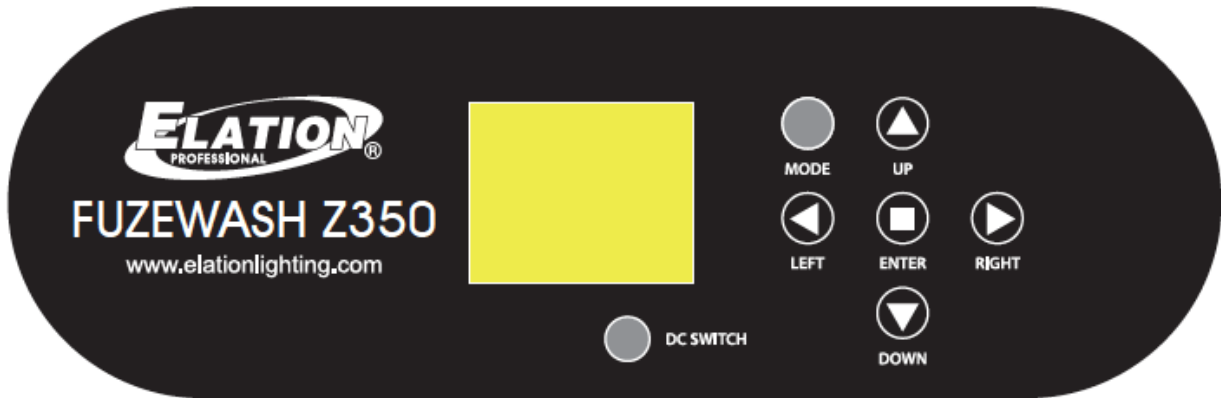 ELATION®
PROFESSIONAL
FUZEWASH Z350
www.elationlighting.com
MODE
UP
LEFT
ENTER
RIGHT
DC SWITCH
DOWN